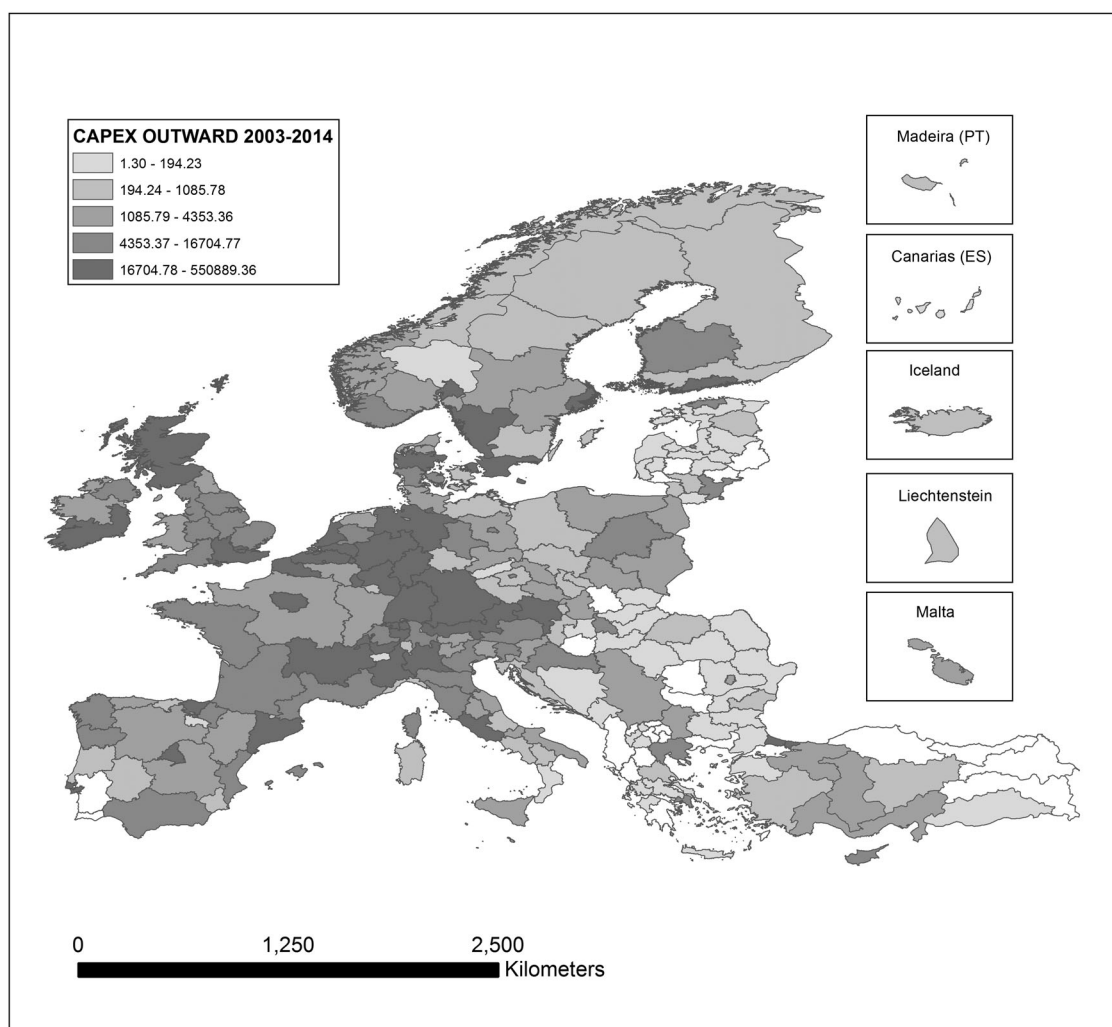 CAPEX OUTWARD 2003-2014
1.30 - 194.23
194.24 - 1085.78
1085.79 - 4353.36
4353.37 - 16704.77
16704.78 - 550889.36
Madeira (PT)
Canarias (ES)
Iceland
Liechtenstein
Malta
0 1,250 2,500
Kilometers